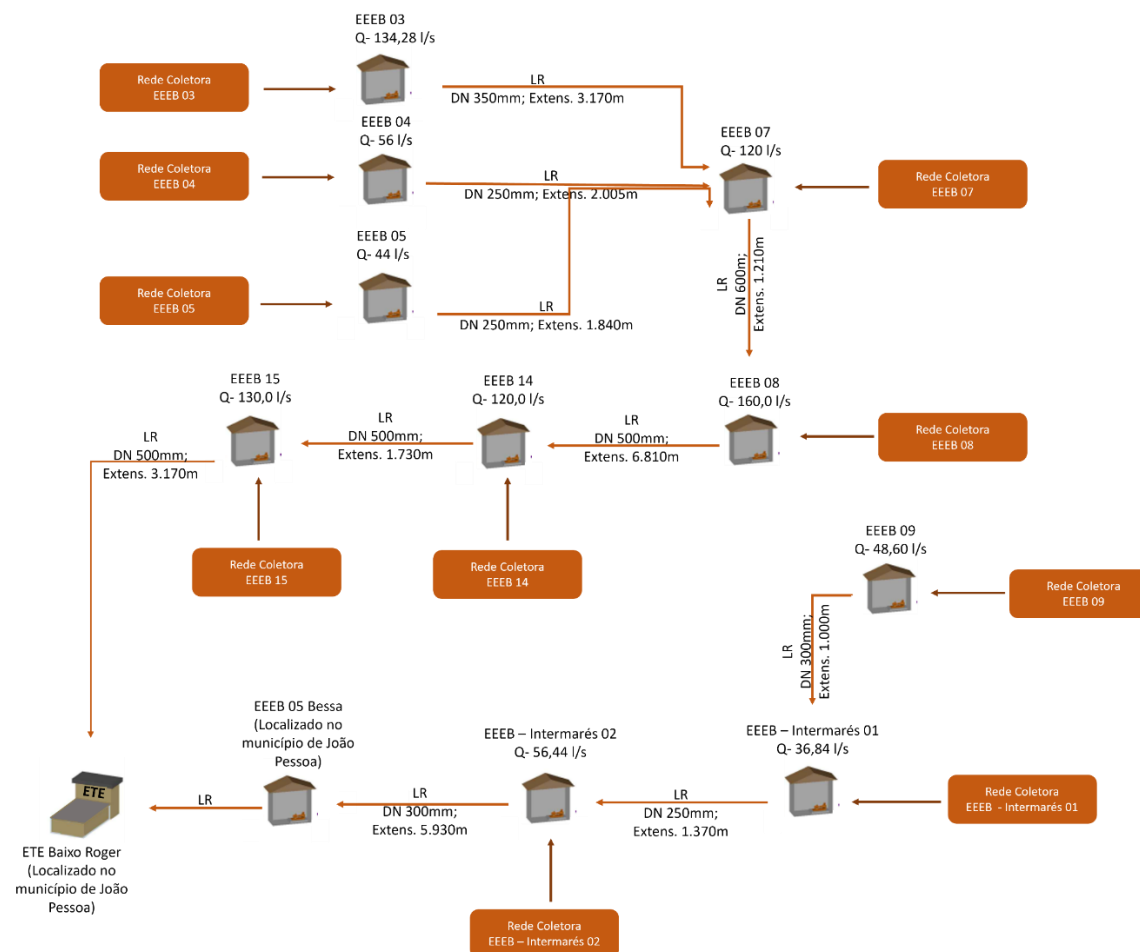 EEEB 03
Q- 134,28 l/s
Rede Coletora
EEEB 03
LR
DN 350mm; Extens. 3.170m
EEEB 04
Q- 56 l/s
Rede Coletora
EEEB 04
LR
DN 250mm; Extens. 2.005m
EEEB 07
Q- 120 l/s
Rede Coletora
EEEB 07
EEEB 05
Q- 44 l/s
Rede Coletora
EEEB 05
LR
DN 250mm; Extens. 1.840m
LR
DN 600m;
Extens. 1.210m
EEEB 15
Q- 130,0 l/s
EEEB 14
Q- 120,0 l/s
EEEB 08
Q- 160,0 l/s
Rede Coletora
EEEB 08
LR
DN 500mm;
Extens. 3.170m
LR
DN 500mm;
Extens. 1.730m
LR
DN 500mm;
Extens. 6.810m
Rede Coletora
EEEB 15
Rede Coletora
EEEB 14
EEEB 09
Q- 48,60 l/s
Rede Coletora
EEEB 09
LR
DN 300mm;
Extens. 1.000m
EEEB 05 Bessa
(Localizado no
município de João
Pessoa)
EEEB – Intermarés 02
Q- 56,44 l/s
EEEB – Intermarés 01
Q- 36,84 l/s
Rede Coletora
EEEB - Intermarés 01
ETE
LR
LR
DN 300mm;
Extens. 5.930m
LR
DN 250mm;
Extens. 1.370m
ETE Baixo Roger
(Localizado no
município de João
Pessoa)
Rede Coletora
EEEB – Intermarés 02